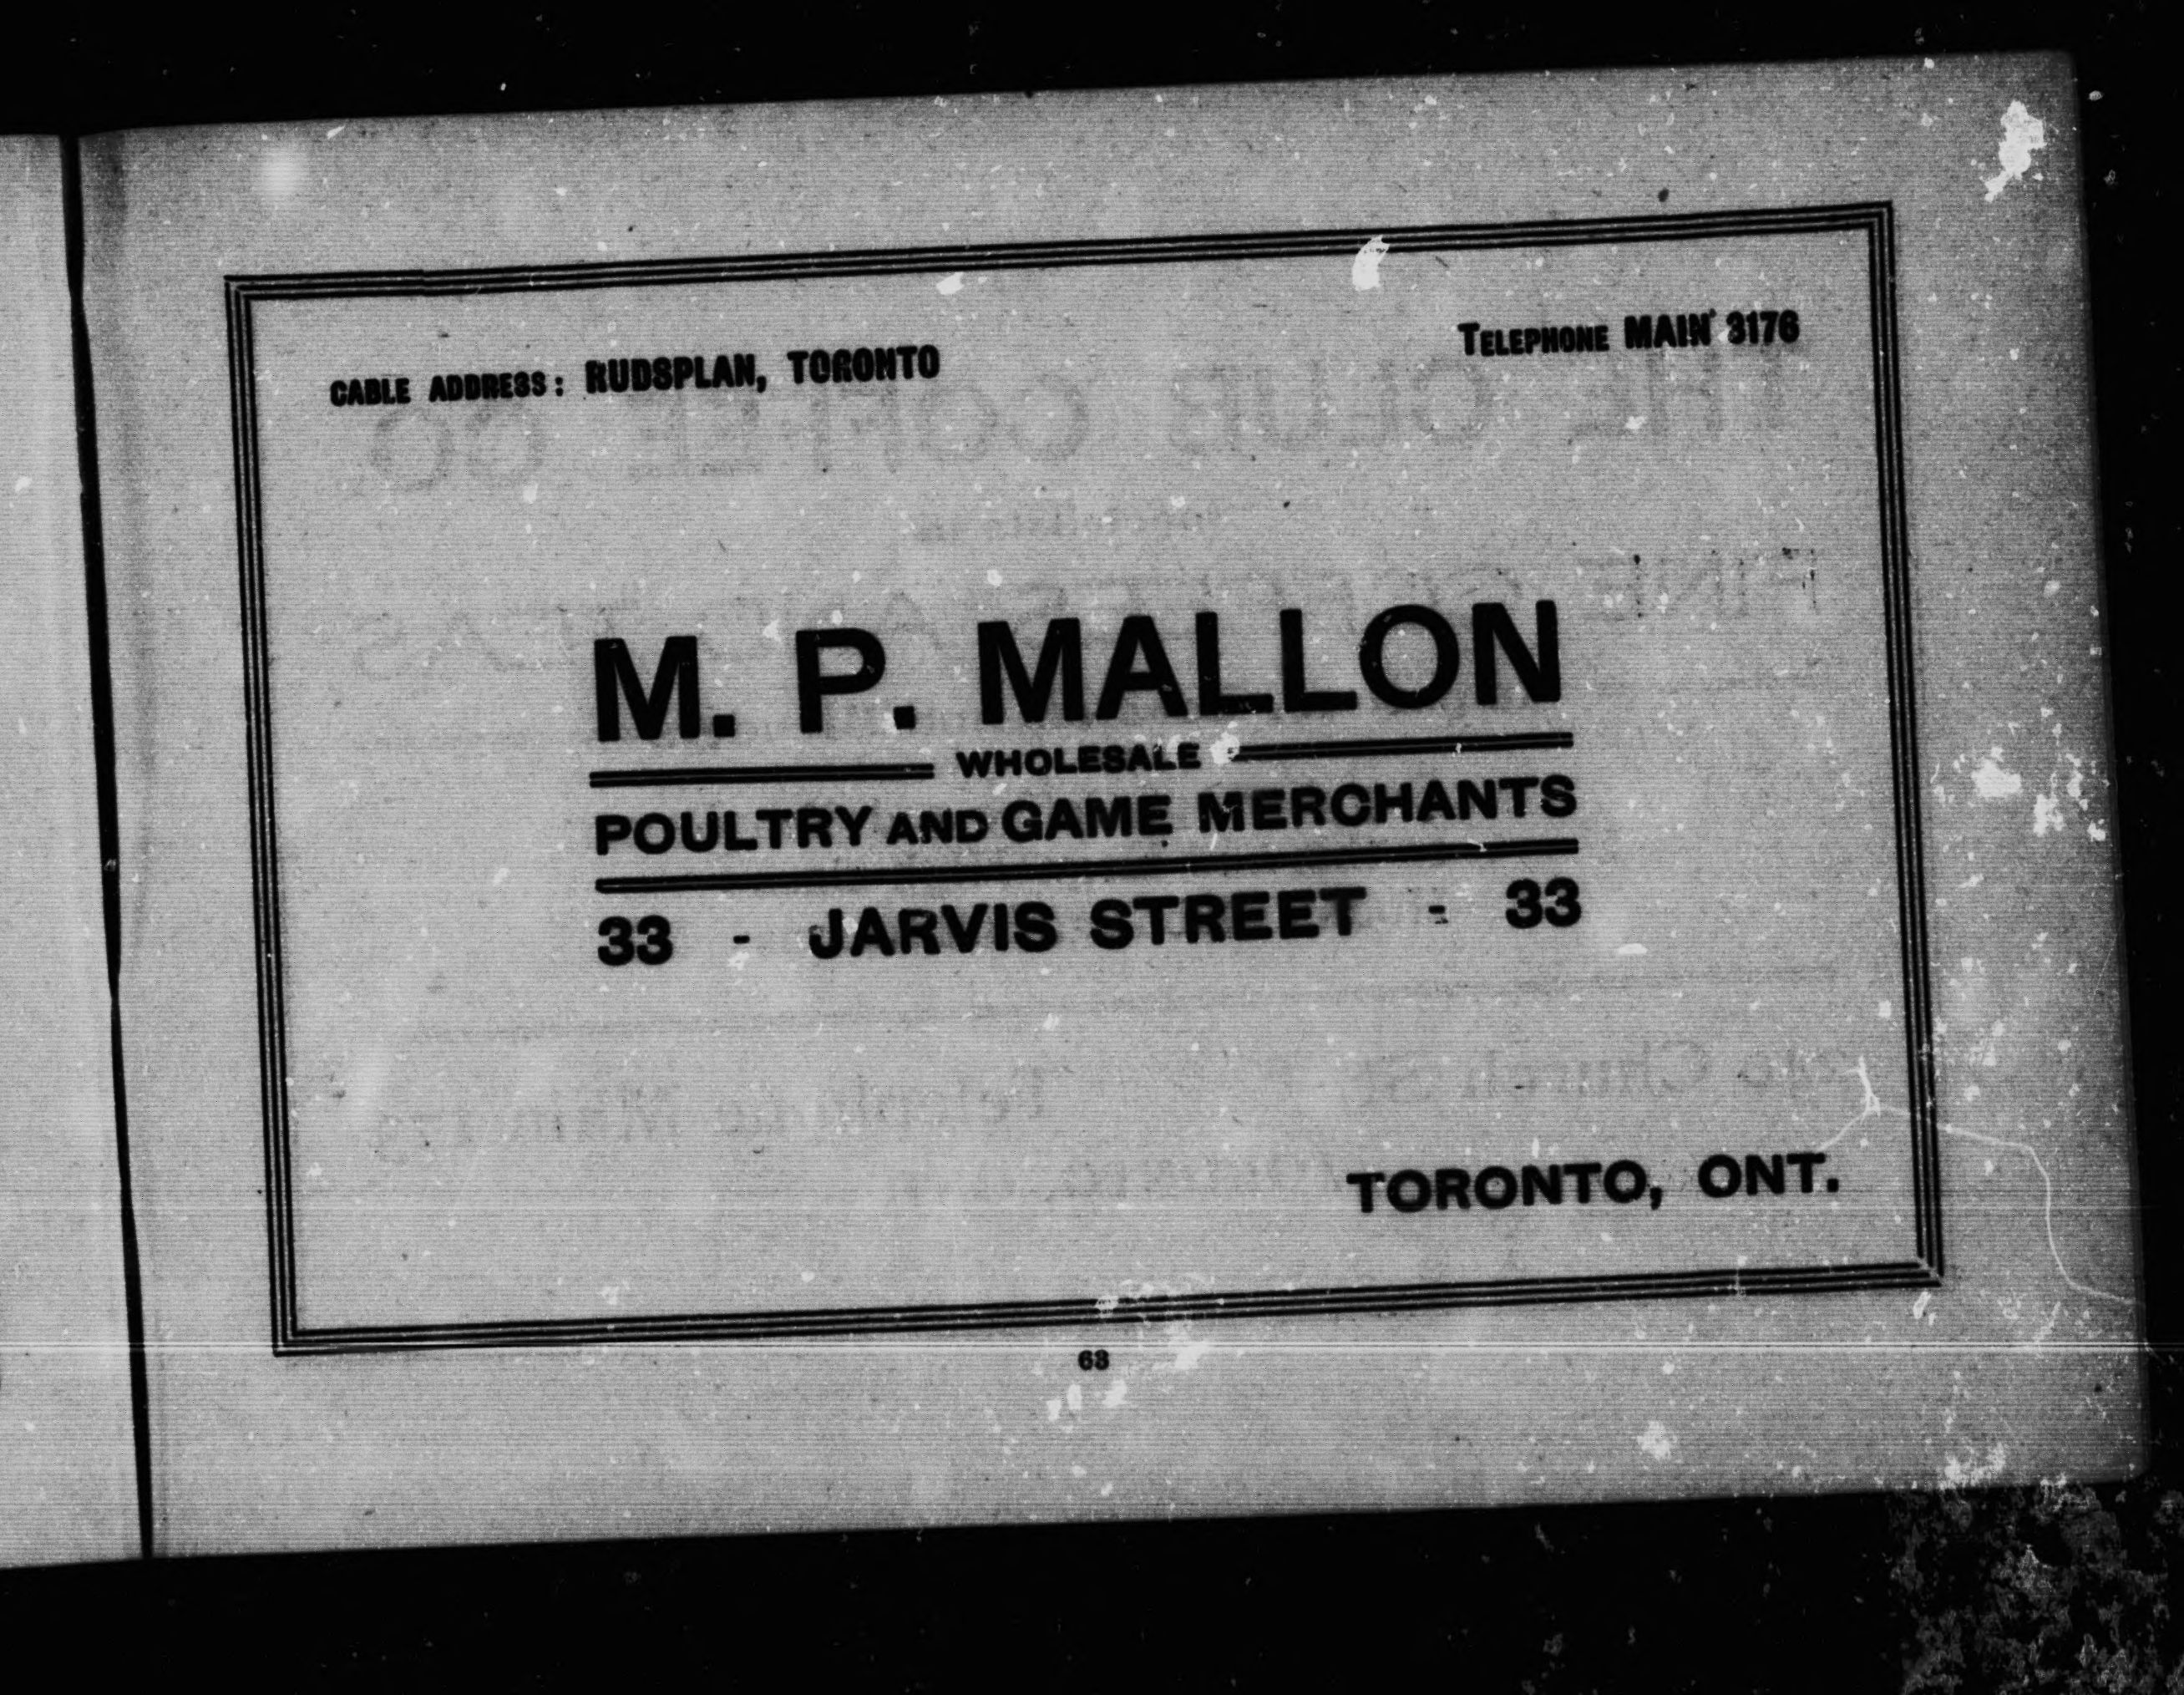 CABLE ADDRESS: RUDSPLAN, TORONTO
TELEPHONE MAIN 3176
M. P. MALLON
WHOLESALE
POULTRY AND GAME MERCHANTS
33 - JARVIS STREET - 33
TORONTO, ONT.
63